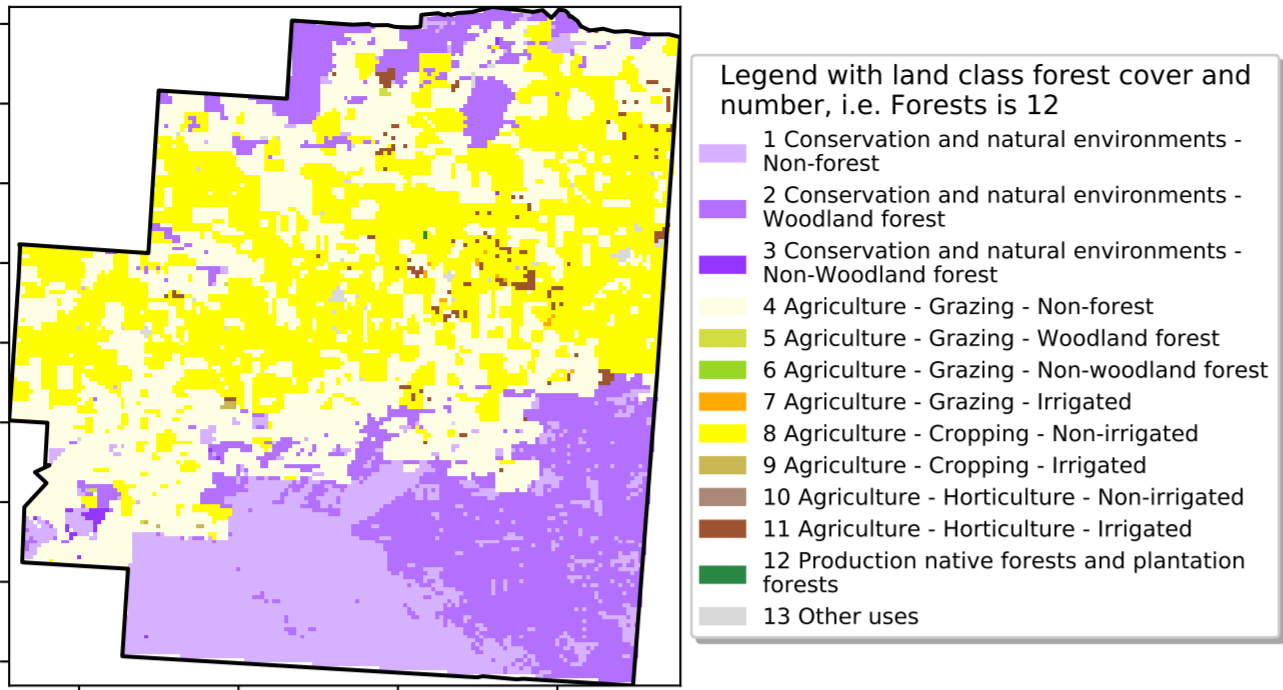 Legend with land class forest cover and
number, i.e. Forests is 12
1 Conservation and natural environments -
Non-forest
2 Conservation and natural environments -
Woodland forest
3 Conservation and natural environments -
Non-Woodland forest
4 Agriculture - Grazing - Non-forest
5 Agriculture - Grazing - Woodland forest
6 Agriculture - Grazing - Non-woodland forest
7 Agriculture - Grazing - Irrigated
8 Agriculture - Cropping - Non-irrigated
9 Agriculture - Cropping - Irrigated
10 Agriculture - Horticulture - Non-irrigated
11 Agriculture - Horticulture - Irrigated
12 Production native forests and plantation
forests
13 Other uses